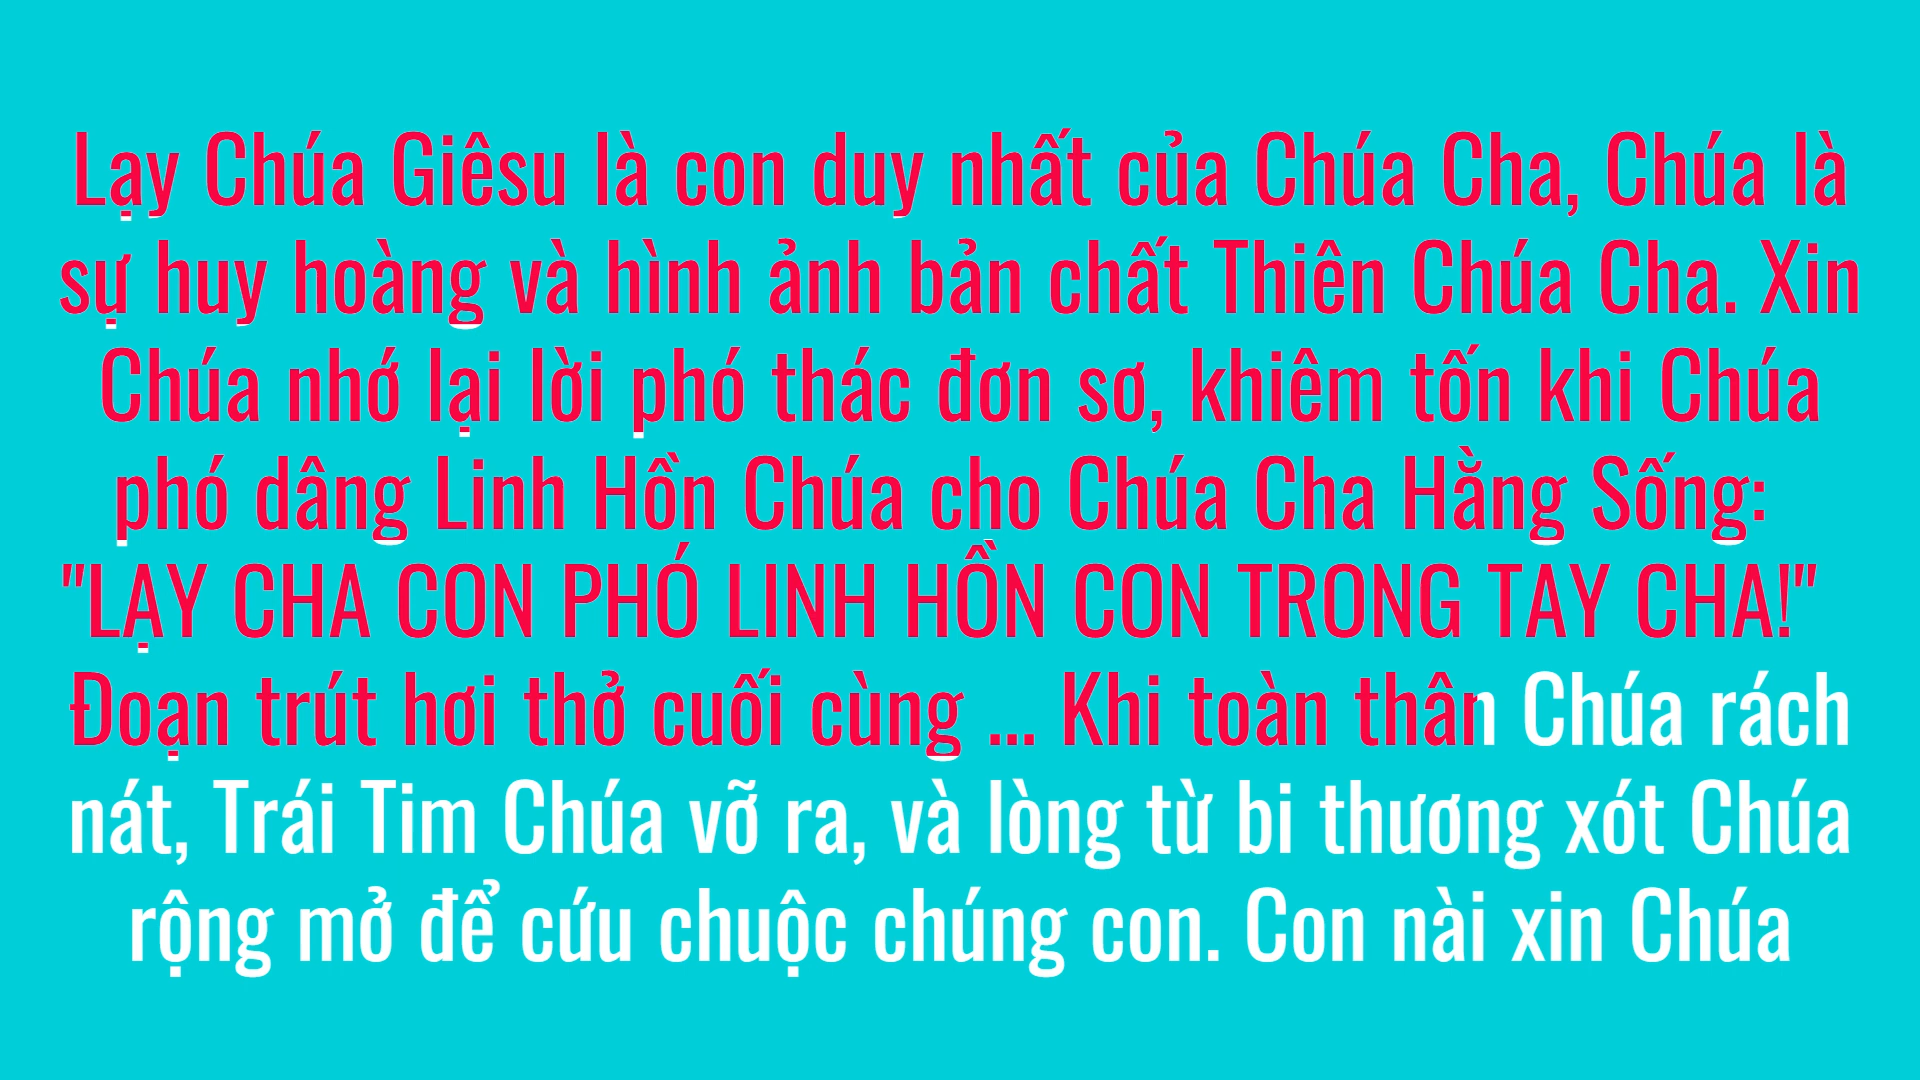 Lạy Chúa Giêsu là con duy nhất của Chúa Cha, Chúa là
sự huy hoàng và hình ảnh bản chất Thiên Chúa Cha. Xin
Chúa nhớ lại lời phó thác đơn sơ, khiêm tốn khi Chúa
phó dâng Linh Hồn Chúa cho Chúa Cha Hằng Sống:
"LẠY CHA CON PHÓ LINH HỒN CON TRONG TAY CHA!"
Đoạn trút hơi thở cuối cùng ... Khi toàn thân Chúa rách
nát, Trái Tim Chúa vỡ ra, và lòng từ bi thương xót Chúa
rộng mở để cứu chuộc chúng con. Con nài xin Chúa